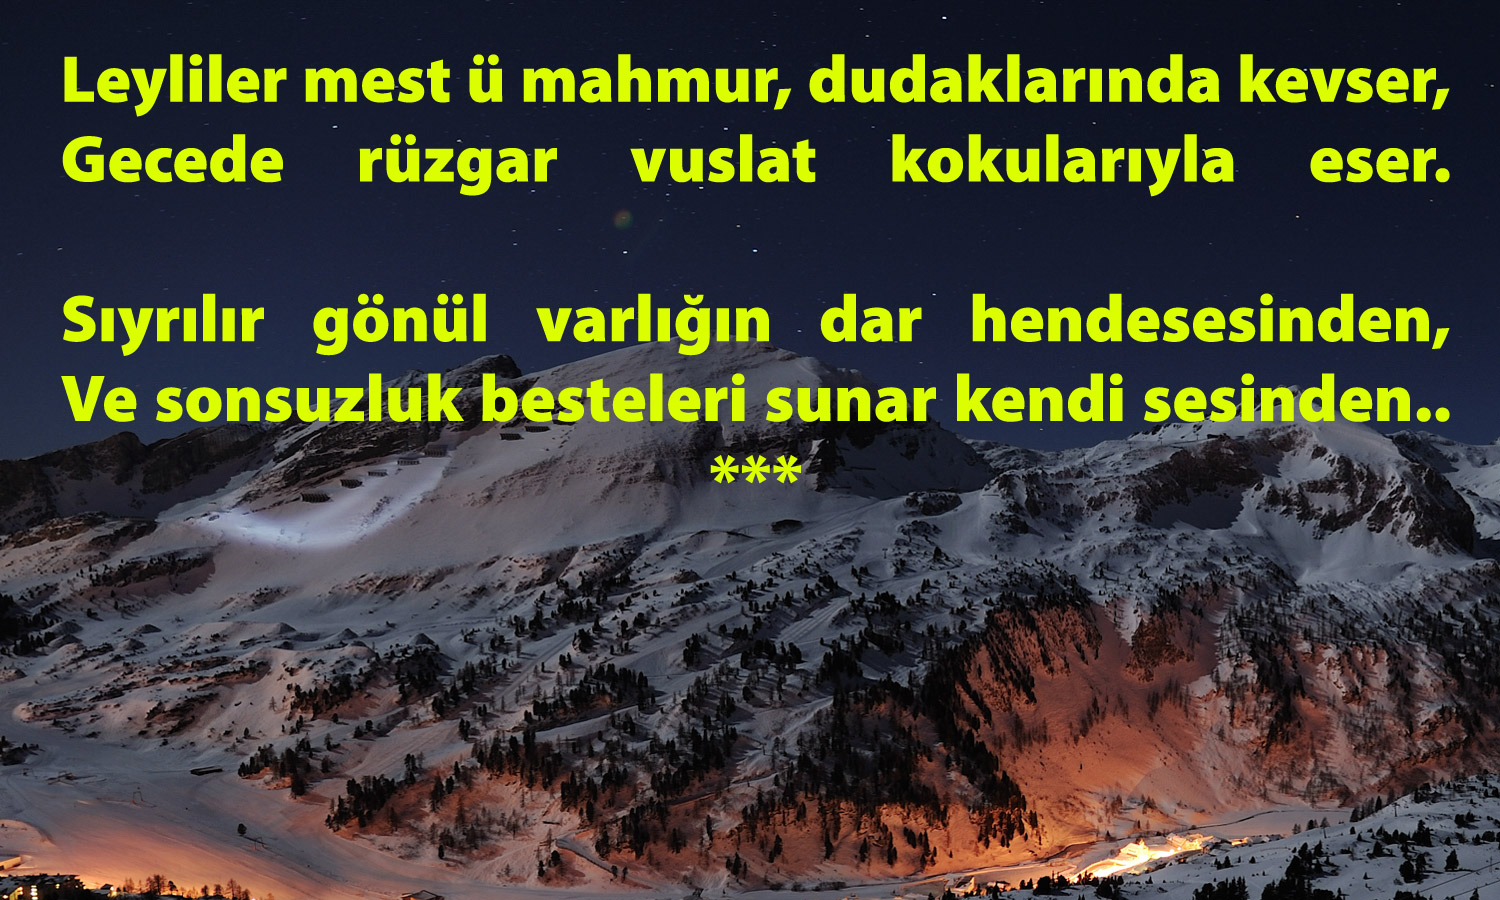 Leyliler mest ü mahmur, dudaklarında kevser,
Gecede rüzgar vuslat kokularıyla eser.
Sıyrılır gönül varlığın dar hendesesinden,
Ve sonsuzluk besteleri sunar kendi sesinden..
***